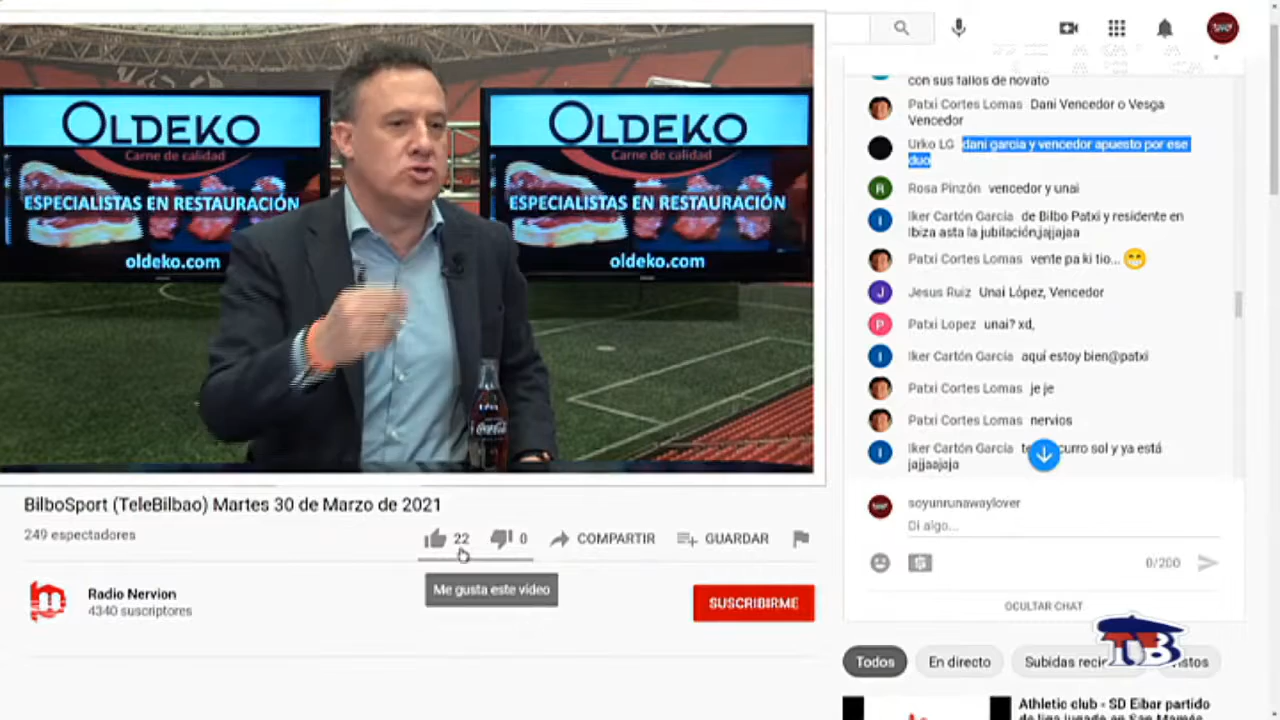 OLDEKO
Carne de calidad
ESPECIALISTAS EN RESTAURACIÓN
oldeko.com
OLDEKO
Carne de calidad
ESPECIALISTAS EN RESTAURACIÓN
oldeko.com
Coca-Cola
BilboSport (TeleBilbao) Martes 30 de Marzo de 2021
249 espectadores
22
0
COMPARTIR
GUARDAR
Me gusta este vídeo
Radio Nervion
4340 suscriptores
SUSCRIBIRME
con sus fallos de novato
Patxi Cortes Lomas Dani Vencedor o Vesga
Vencedor
Urko LG dani garcia y vencedor apuesto por ese
duo
R
Rosa Pinzón vencedor y unai
I
Iker Cartón García de Bilbo Patxi y residente en
Ibiza asta la jubilación.jajjajaa
Patxi Cortes Lomas vente pa ki tio...
J
Jesus Ruiz Unai López, Vencedor
P
Patxi Lopez unai? xd,
I
Iker Cartón García aquí estoy bien@patxi
Patxi Cortes Lomas je je
Patxi Cortes Lomas nervios
I
Iker Cartón García curro sol y ya está
jajjaajaja
soyunrunawaylover
Di algo...
0/200
OCULTAR CHAT
TB
Todos
En directo
Subidas
Athletic club - SD Eibar partido
de liga jugado en San Mamés